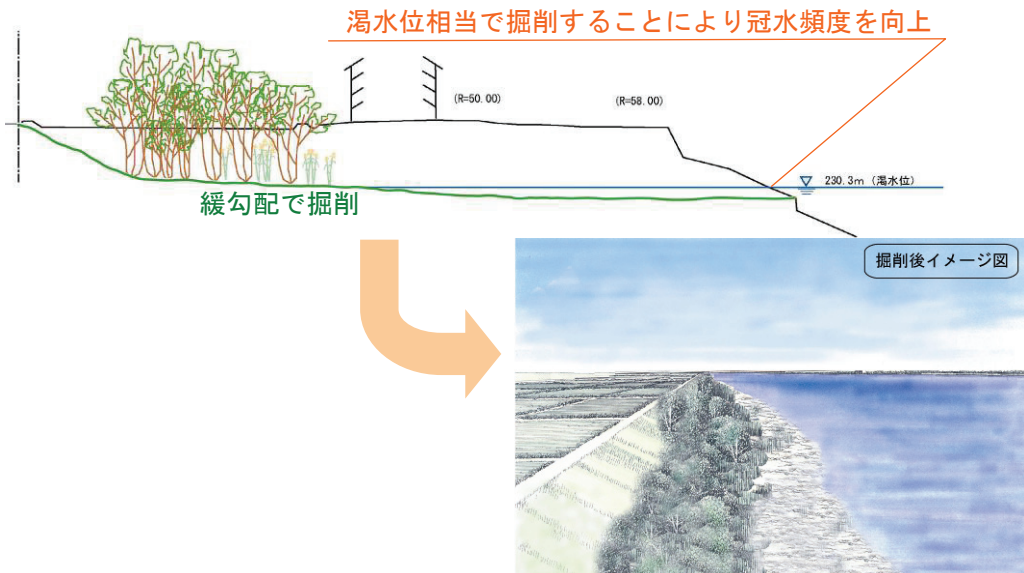 渇水位相当で掘削することにより冠水頻度を向上
(R=50.00)
(R=58.00)
230.3m (渇水位)
緩勾配で掘削
掘削後イメージ図